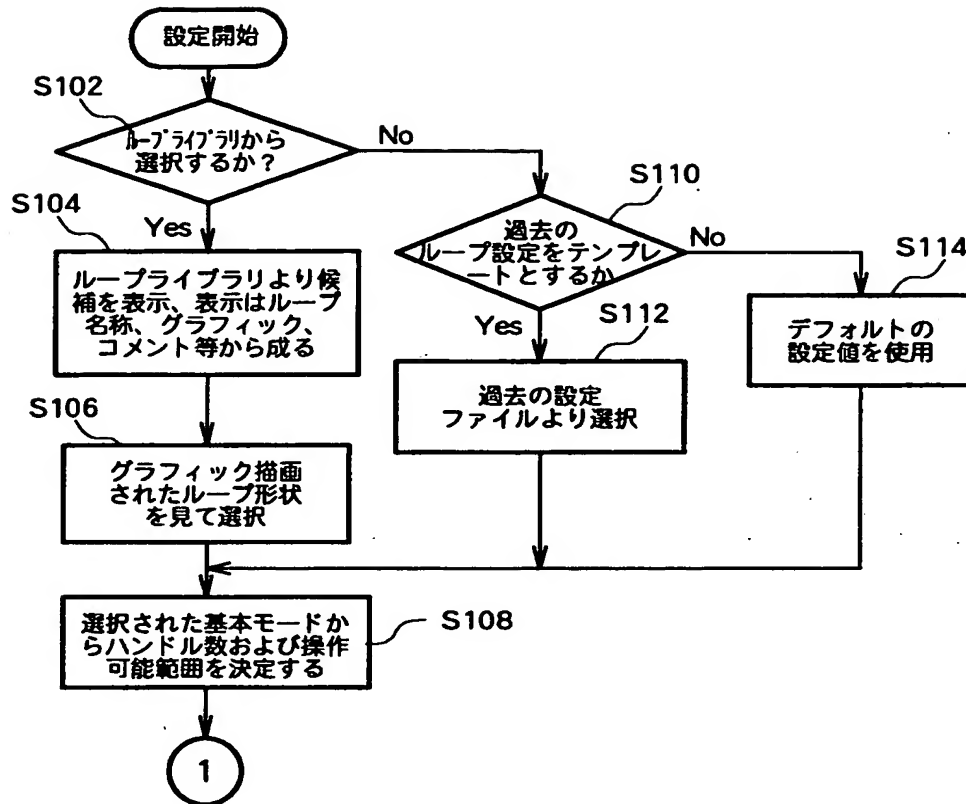 設定開始
S102
ループライブラリから
選択するか?
No
Yes
S104
ループライブラリより候
補を表示、表示はループ
名称、グラフィック、
コメント等から成る
S106
グラフィック描画
されたループ形状
を見て選択
S110
過去の
ループ設定をテンプレ
ートとするか
No
Yes
S112
過去の設定
ファイルより選択
S114
デフォルトの
設定値を使用
選択された基本モードか
らハンドル数および操作
可能範囲を決定する
S108
1